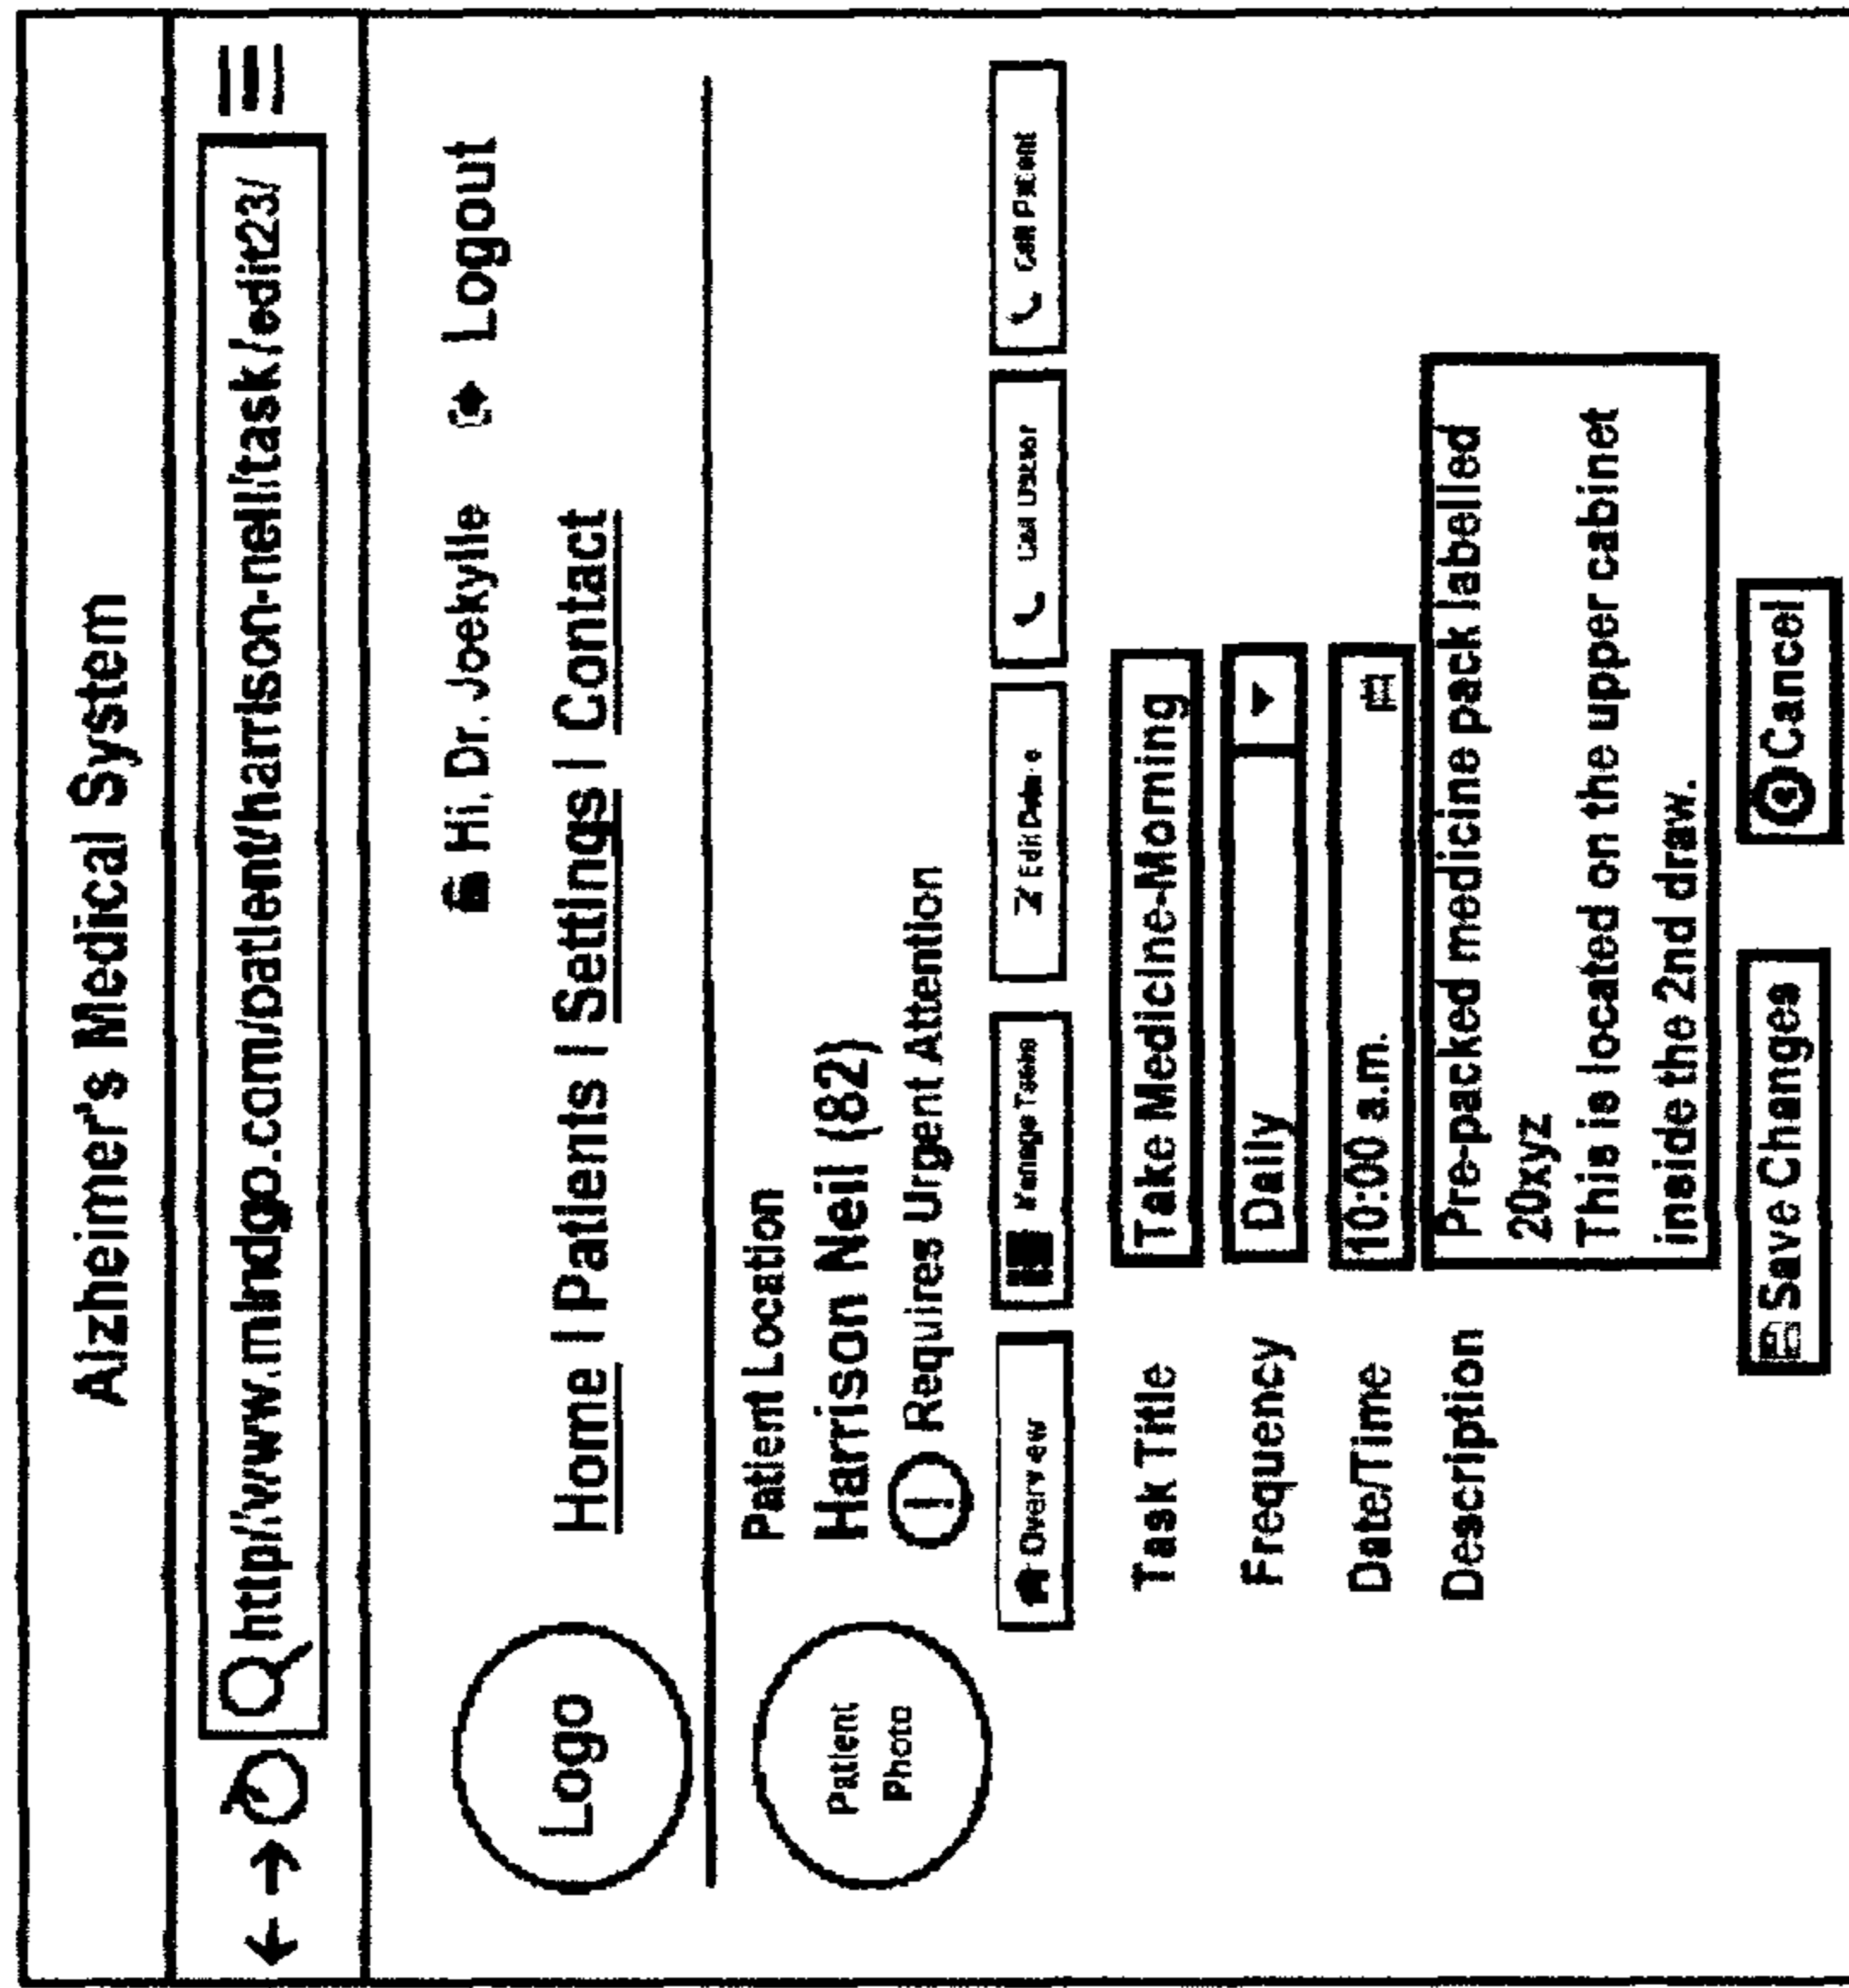 Alzheimer's Medical System
http/www.mindgo.com/patient/harrison-neil/task/edit23/
Hi, Dr. Joekylle Logout
Logo
Home | Patients | Settings | Contact
Patient Photo
Patient Location
Harrison Neil (82)
! Requires Urgent Attention
Overview Manage Tasks Edit Call Call Patient
Task Title Take Medicine-Morning
Frequency Daily
Date/Time 10:00 a.m.
Description Pre-packed medicine pack labelled
20xyz
This is located on the upper cabinet
inside the 2nd draw.
Save Changes Cancel